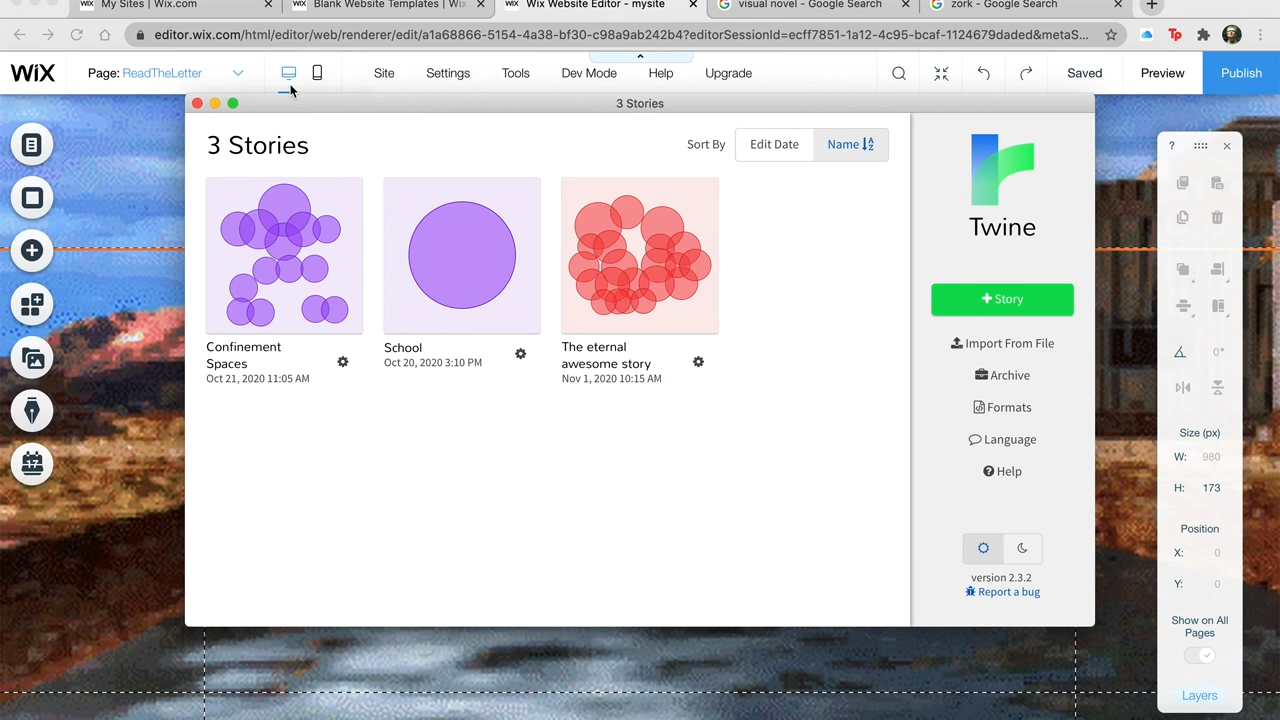 WIX My Sites | Wix.com ×
WIX Blank Website Templates | Wix ×
WIX Wix Website Editor - mysite ×
G visual novel - Google Search ×
G zork - Google Search × +
editor.wix.com/html/editor/web/renderer/edit/a1a68866-5154-4a38-bf30-c98a9ab242b4?editorSessionId=ecff7851-1a12-4c95-bcaf-1124679daded&metaS...
Tp
WIX Page: ReadTheLetter Site Settings Tools Dev Mode Help Upgrade Saved Preview Publish
3 Stories
3 Stories
Sort By Edit Date Name
Confinement
Spaces
Oct 21, 2020 11:05 AM
School
Oct 20, 2020 3:10 PM
The eternal
awesome story
Nov 1, 2020 10:15 AM
Twine
+ Story
Import From File
Archive
Formats
Language
Help
version 2.3.2
Report a bug
17
? ×
0°
Size (px)
W: 980
H: 173
Position
X: 0
Y: 0
Show on All
Pages
Layers